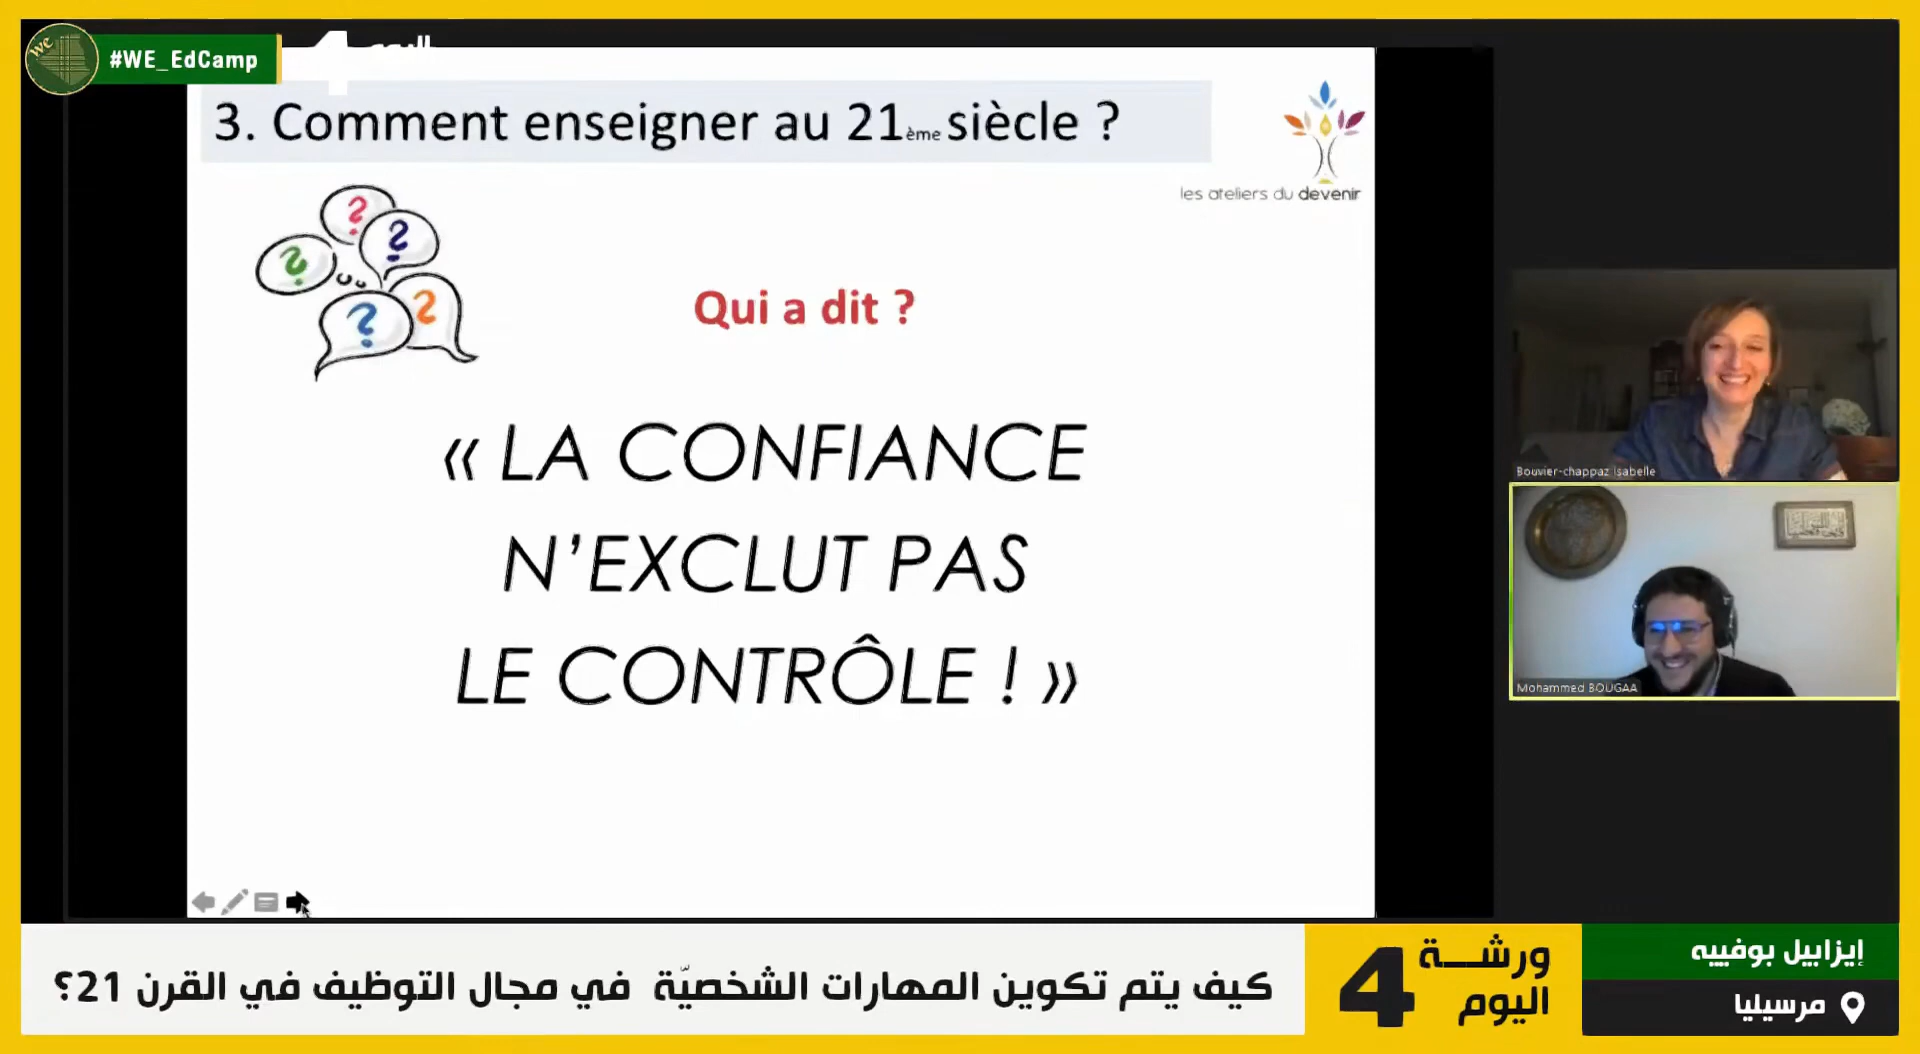 #WE_EdCamp
3. Comment enseigner au 21ème siècle ?
les ateliers du devenir
Qui a dit ?
« LA CONFIANCE
N’EXCLUT PAS
LE CONTRÔLE ! »
Bouvier-chappaz Isabelle
Mohammed BOUGAA
كيف يتم تكوين المهارات الشخصيّة في مجال التوظيف في القرن 21؟
ورشـــة
اليوم
4
إيزابيل بوفييه
مرسيليا